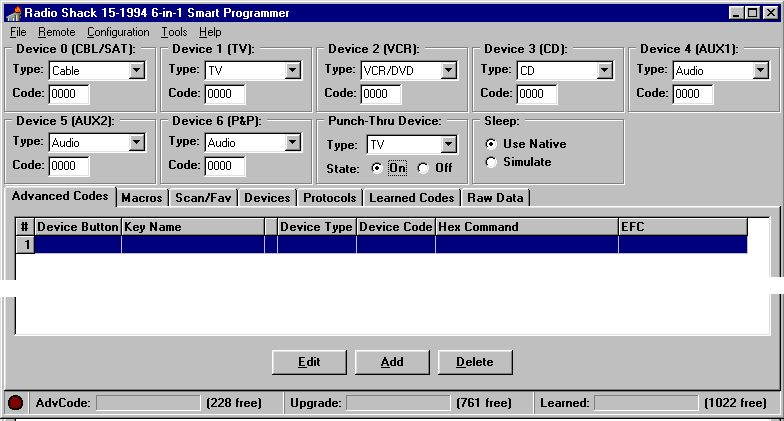 Radio Shack 15-1994 6-in-1 Smart Programmer
File Remote Configuration Tools Help
Device 0 (CBL/SAT): Device 1 (TV): Device 2 (VCR): Device 3 (CD): Device 4 (AUX1):
Type: Cable Type: TV Type: VCR/DVD Type: CD Type: Audio
Code: 0000 Code: 0000 Code: 0000 Code: 0000 Code: 0000
Device 5 (AUX2): Device 6 (P&P): Punch-Thru Device: Sleep:
Type: Audio Type: Audio Type: TV Use Native
Code: 0000 Code: 0000 State: On Off Simulate
Advanced Codes Macros Scan/Fav Devices Protocols Learned Codes Raw Data
# Device Button Key Name Device Type Device Code Hex Command EFC
1
Edit Add Delete
AdvCode: (228 free) Upgrade: (761 free) Learned: (1022 free)